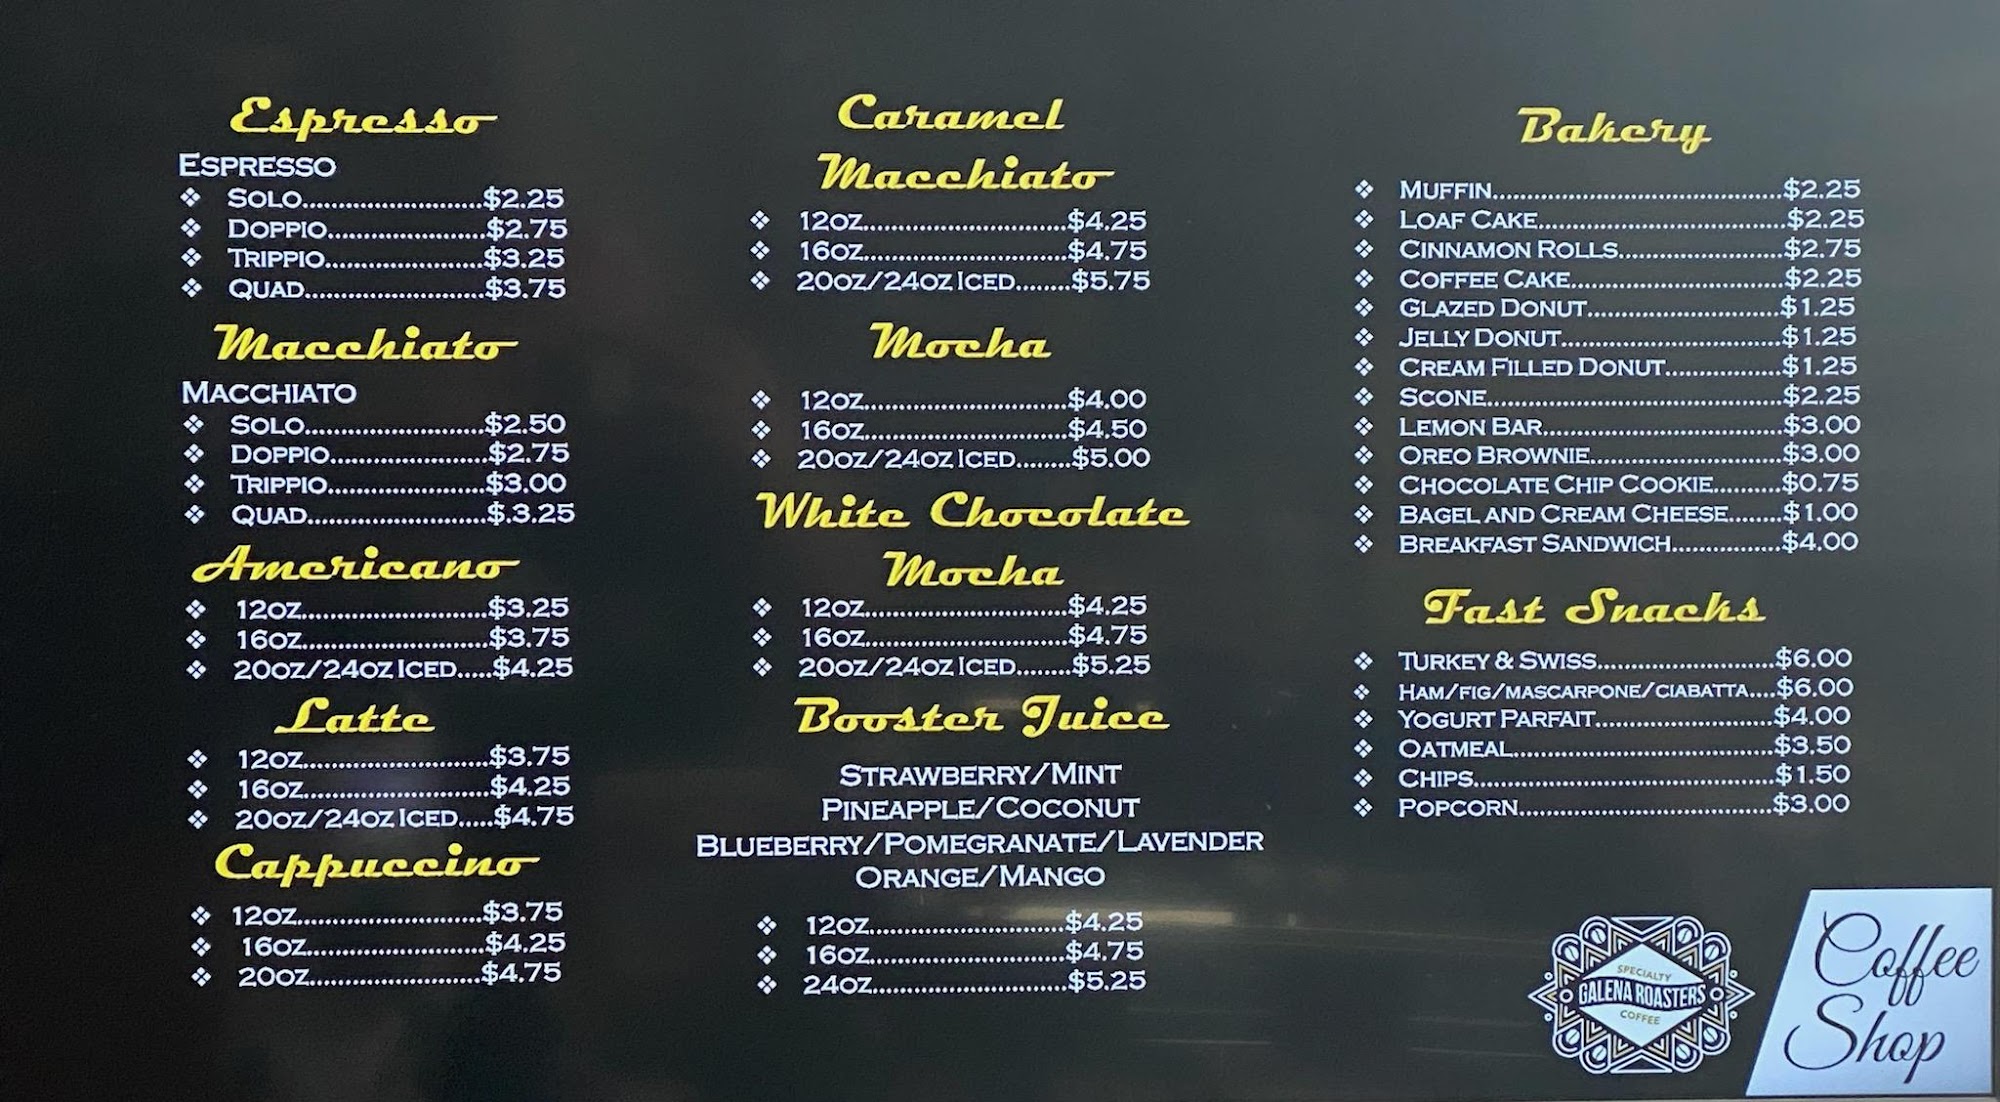 Espresso
ESPRESSO
❖ SOLO.........................$2.25
❖ DOPPIO......................$2.75
❖ TRIPPIO......................$3.25
❖ QUAD.........................$3.75
Macchiato
MACCHIATO
❖ SOLO.........................$2.50
❖ DOPPIO......................$2.75
❖ TRIPPIO......................$3.00
❖ QUAD.........................$.3.25
Americano
❖ 12OZ..........................$3.25
❖ 16OZ..........................$3.75
❖ 20OZ/24OZ ICED.....$4.25
Latte
❖ 12OZ..........................$3.75
❖ 16OZ..........................$4.25
❖ 20OZ/24OZ ICED.....$4.75
Cappuccino
❖ 12OZ..........................$3.75
❖ 16OZ.........................$4.25
❖ 20OZ........................$4.75
Caramel
Macchiato
❖ 12OZ............................$4.25
❖ 16OZ............................$4.75
❖ 20OZ/24OZ ICED........$5.75
Mocha
❖ 12OZ............................$4.00
❖ 16OZ............................$4.50
❖ 20OZ/24OZ ICED........$5.00
White Chocolate
Mocha
❖ 12OZ............................$4.25
❖ 16OZ............................$4.75
❖ 20OZ/24OZ ICED........$5.25
Booster Juice
STRAWBERRY/MINT
PINEAPPLE/COCONUT
BLUEBERRY/POMEGRANATE/LAVENDER
ORANGE/MANGO
❖ 12OZ...........................$4.25
❖ 16OZ...........................$4.75
❖ 24OZ...........................$5.25
Bakery
❖ MUFFIN........................................$2.25
❖ LOAF CAKE..................................$2.25
❖ CINNAMON ROLLS.......................$2.75
❖ COFFEE CAKE..............................$2.25
❖ GLAZED DONUT...........................$1.25
❖ JELLY DONUT...............................$1.25
❖ CREAM FILLED DONUT................$1.25
❖ SCONE.........................................$2.25
❖ LEMON BAR.................................$3.00
❖ OREO BROWNIE...........................$3.00
❖ CHOCOLATE CHIP COOKIE..........$0.75
❖ BAGEL AND CREAM CHEESE........$1.00
❖ BREAKFAST SANDWICH...............$4.00
Fast Snacks
❖ TURKEY & SWISS.........................$6.00
❖ HAM/FIG/MASCARPONE/CIABATTA....$6.00
❖ YOGURT PARFAIT.........................$4.00
❖ OATMEAL.....................................$3.50
❖ CHIPS..........................................$1.50
❖ POPCORN....................................$3.00
SPECIALTY
GALENA ROASTERS
COFFEE
Coffee
Shop